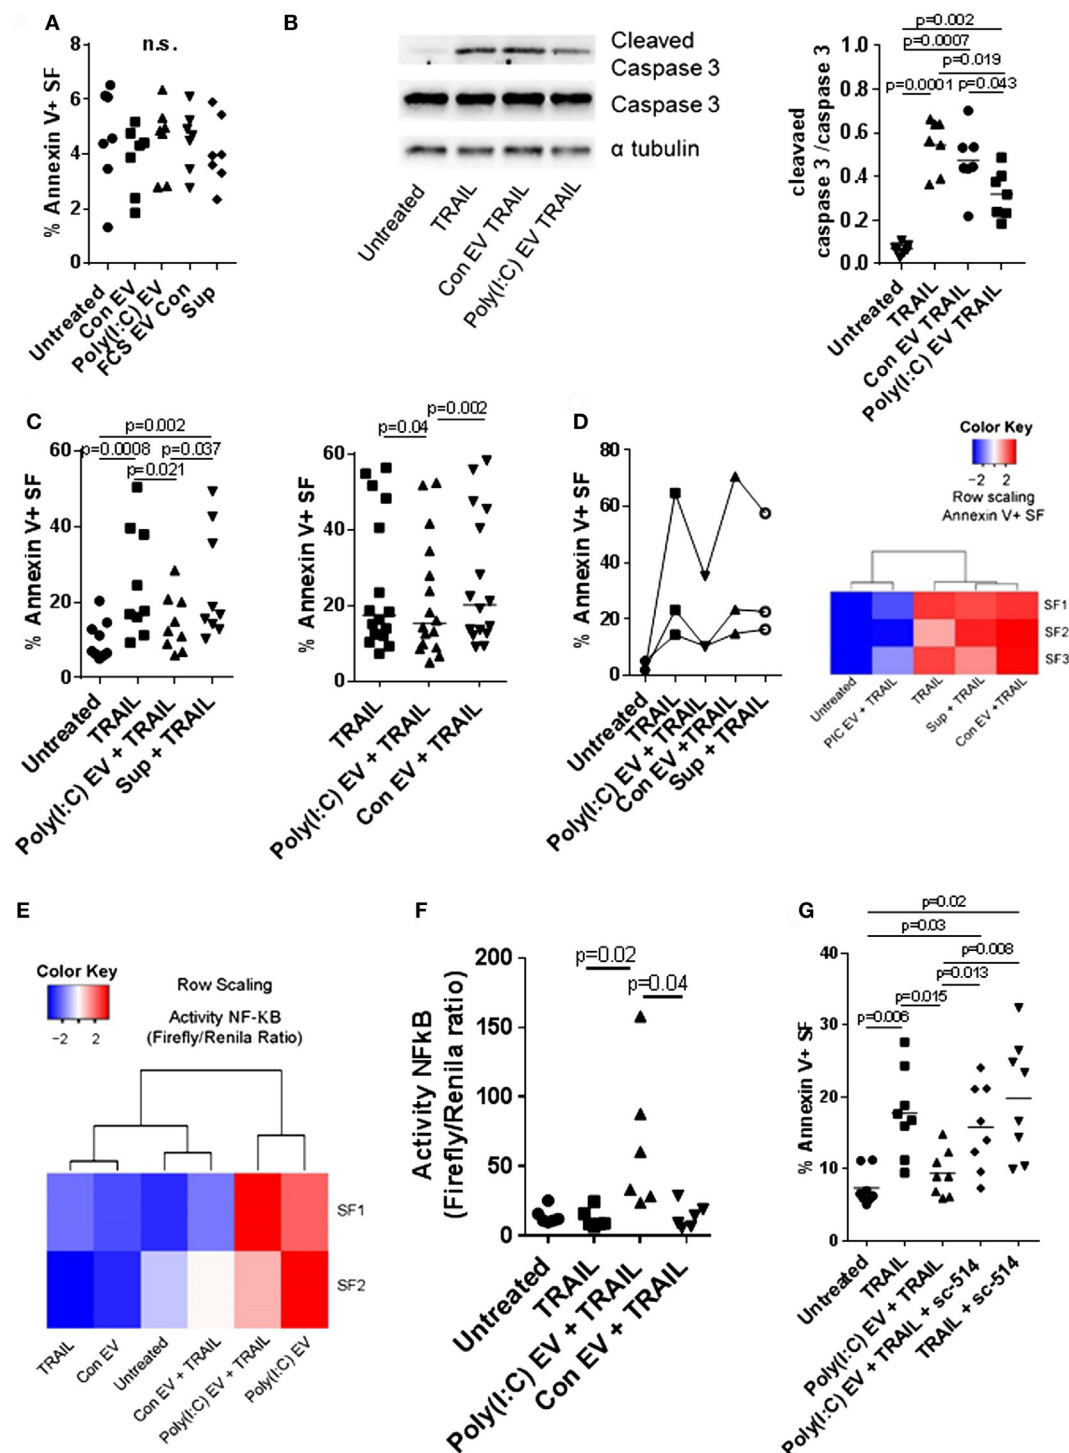 A
n.s.
% Annexin V+ SF
8
6
4
2
0
Untreated
Con EV
Poly(I:C) EV
FCS EV Con
Sup
B
Cleaved
Caspase 3
Caspase 3
α tubulin
Untreated
TRAIL
Con EV TRAIL
Poly(I:C) EV TRAIL
p=0.002
p=0.0007
p=0.019
p=0.0001
p=0.043
cleavaed
caspase 3 /caspase 3
1.0
0.8
0.6
0.4
0.2
0.0
Untreated
TRAIL
Con EV TRAIL
Poly(I:C) EV TRAIL
C
p=0.002
p=0.0008
p=0.037
p=0.021
% Annexin V+ SF
60
40
20
0
Untreated
TRAIL
Poly(I:C) EV + TRAIL
Sup + TRAIL
p=0.002
p=0.04
% Annexin V+ SF
60
40
20
0
TRAIL
Poly(I:C) EV + TRAIL
Con EV + TRAIL
D
% Annexin V+ SF
80
60
40
20
0
Untreated
TRAIL
Poly(I:C) EV + TRAIL
Con EV + TRAIL
Sup + TRAIL
Color Key
−2 2
Row scaling
Annexin V+ SF
SF1
SF2
SF3
Untreated
PIC EV + TRAIL
TRAIL
Sup + TRAIL
Con EV +TRAIL
E
Color Key
−2 2
Row Scaling
Activity NF-KB
(Firefly/Renila Ratio)
SF1
SF2
TRAIL
Con EV
Untreated
Con EV + TRAIL
Poly(I:C) EV + TRAIL
Poly(I:C) EV
F
p=0.02
p=0.04
Activity NFkB
(Firefly/Renila ratio)
200
150
100
50
0
Untreated
TRAIL
Poly(I:C) EV + TRAIL
Con EV + TRAIL
G
p=0.02
p=0.03
p=0.008
p=0.013
p=0.015
p=0.006
% Annexin V+ SF
40
30
20
10
0
Untreated
TRAIL
Poly(I:C) EV + TRAIL
Poly(I:C) EV + TRAIL + sc-514
TRAIL + sc-514